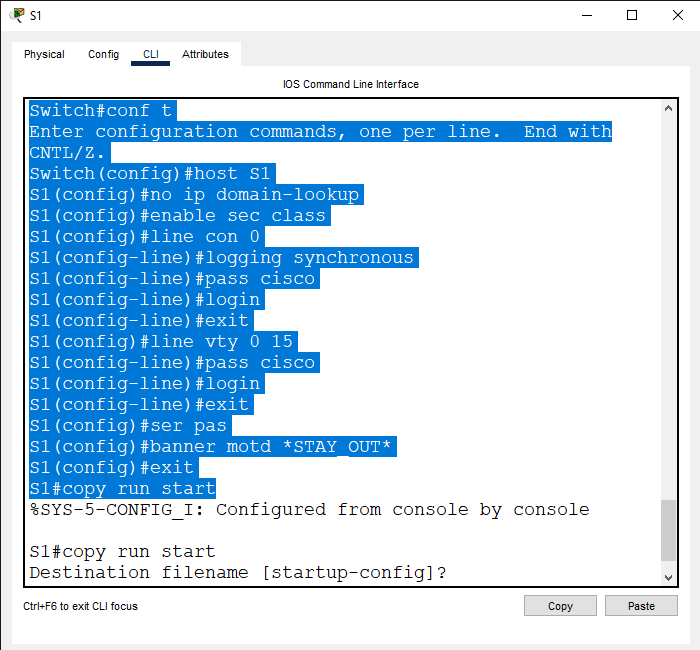 S1
Physical Config CLI Attributes
IOS Command Line Interface
Switch#conf t
Enter configuration commands, one per line.  End with
CNTL/Z.
Switch(config)#host S1
S1(config)#no ip domain-lookup
S1(config)#enable sec class
S1(config)#line con 0
S1(config-line)#logging synchronous
S1(config-line)#pass cisco
S1(config-line)#login
S1(config-line)#exit
S1(config)#line vty 0 15
S1(config-line)#pass cisco
S1(config-line)#login
S1(config-line)#exit
S1(config)#ser pas
S1(config)#banner motd *STAY_OUT*
S1(config)#exit
S1#copy run start
%SYS-5-CONFIG_I: Configured from console by console
S1#copy run start
Destination filename [startup-config]?
Ctrl+F6 to exit CLI focus
Copy Paste